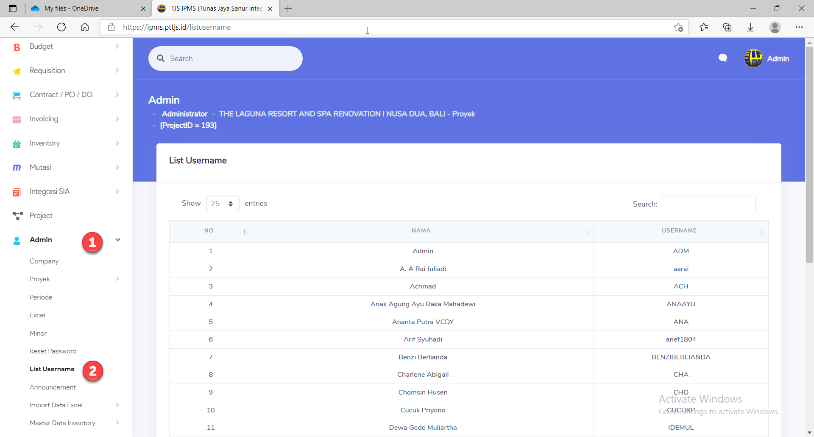 My files - OneDrive
TJS IPMS (Tunas Jaya Sanur Integ
https://ipms.pttjs.id/listusername
Budget
Requisition
Contract / PO / DO
Invoicing
Inventory
Mutasi
Integrasi SIA
Project
Admin
1
Company
Proyek
Periode
Excel
Minor
Reset Password
List Username
2
Announcement
Import Data Excel
Master Data Inventory
Search
Admin
Admin
- Administrator - THE LAGUNA RESORT AND SPA RENOVATION I NUSA DUA, BALI - Proyek
- [ProjectID = 193]
List Username
Show 25 entries
Search:
NO NAMA USERNAME
1 Admin ADM
2 A. A Rai Juliadi aarai
3 Achmad ACH
4 Anak Agung Ayu Raka Mahadewi ANAAYU
5 Ananta Putra VCDY ANA
6 Arif Syuhadi arief1804
7 Benzi Berlianda BENZIBERLIANDA
8 Charlene Abigail CHA
9 Chomsin Husen CHO
10 Cucuk Priyono CUCUKP
11 Dewa Gede Muliartha IDEMUL
Activate Windows
Go to Settings to activate Windows.